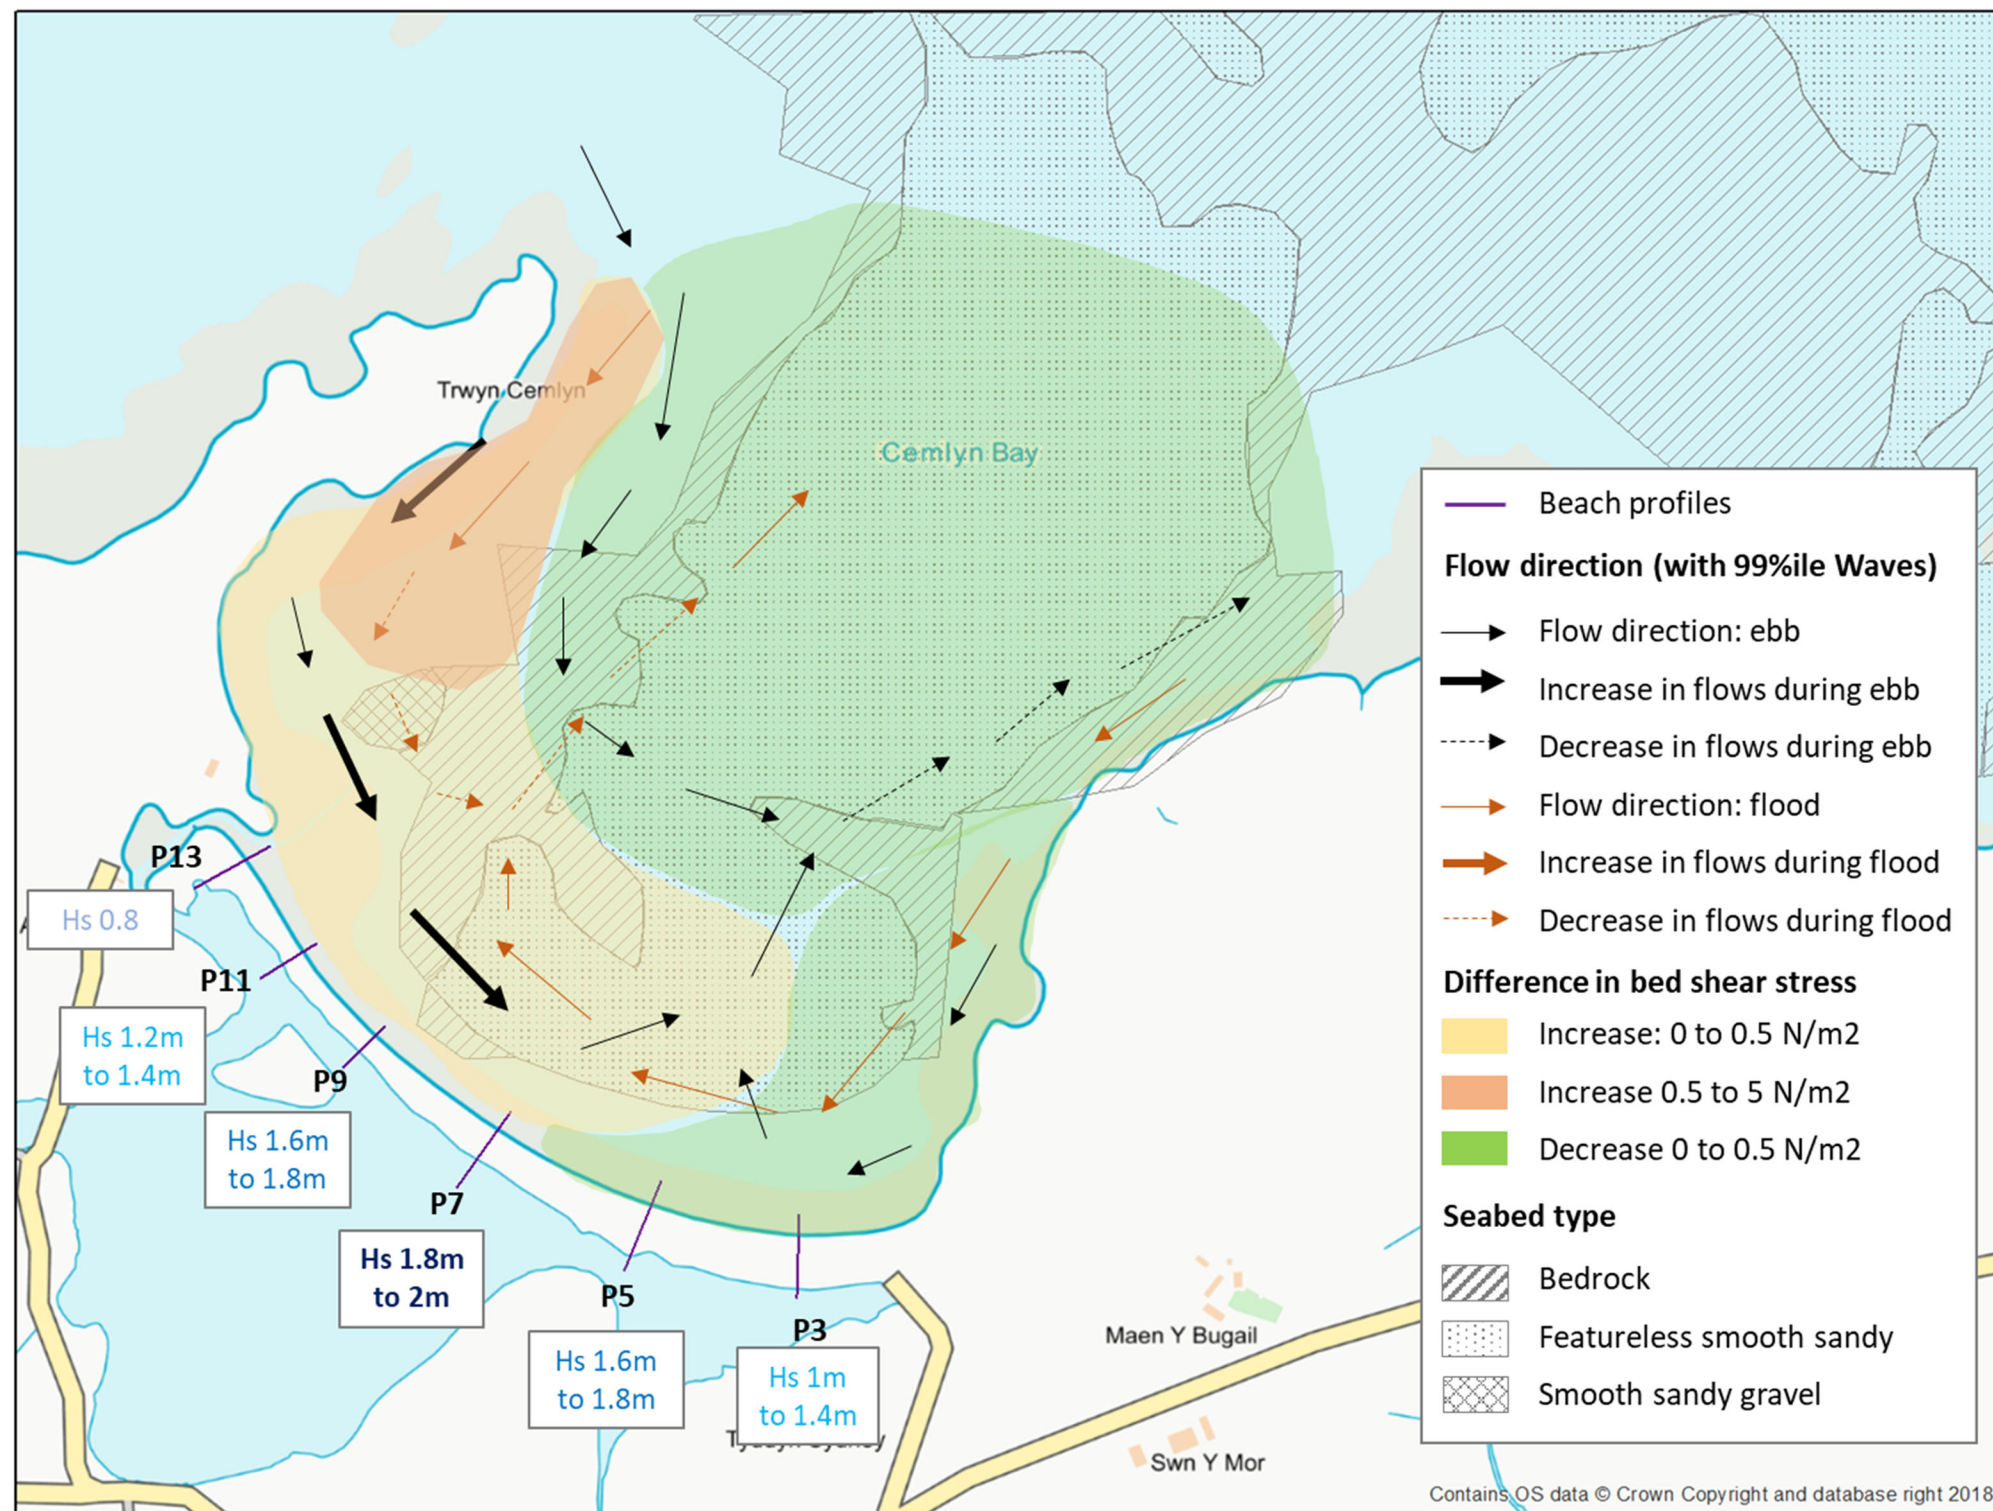 Trwyn Cemlyn
Cemlyn Bay
P13
Hs 0.8
P11
Hs 1.2m
to 1.4m
P9
Hs 1.6m
to 1.8m
P7
Hs 1.8m
to 2m
P5
Hs 1.6m
to 1.8m
P3
Hs 1m
to 1.4m
Maen Y Bugail
Swn Y Mor
Beach profiles
Flow direction (with 99%ile Waves)
Flow direction: ebb
Increase in flows during ebb
Decrease in flows during ebb
Flow direction: flood
Increase in flows during flood
Decrease in flows during flood
Difference in bed shear stress
Increase: 0 to 0.5 N/m2
Increase 0.5 to 5 N/m2
Decrease 0 to 0.5 N/m2
Seabed type
Bedrock
Featureless smooth sandy
Smooth sandy gravel
Contains OS data © Crown Copyright and database right 2018